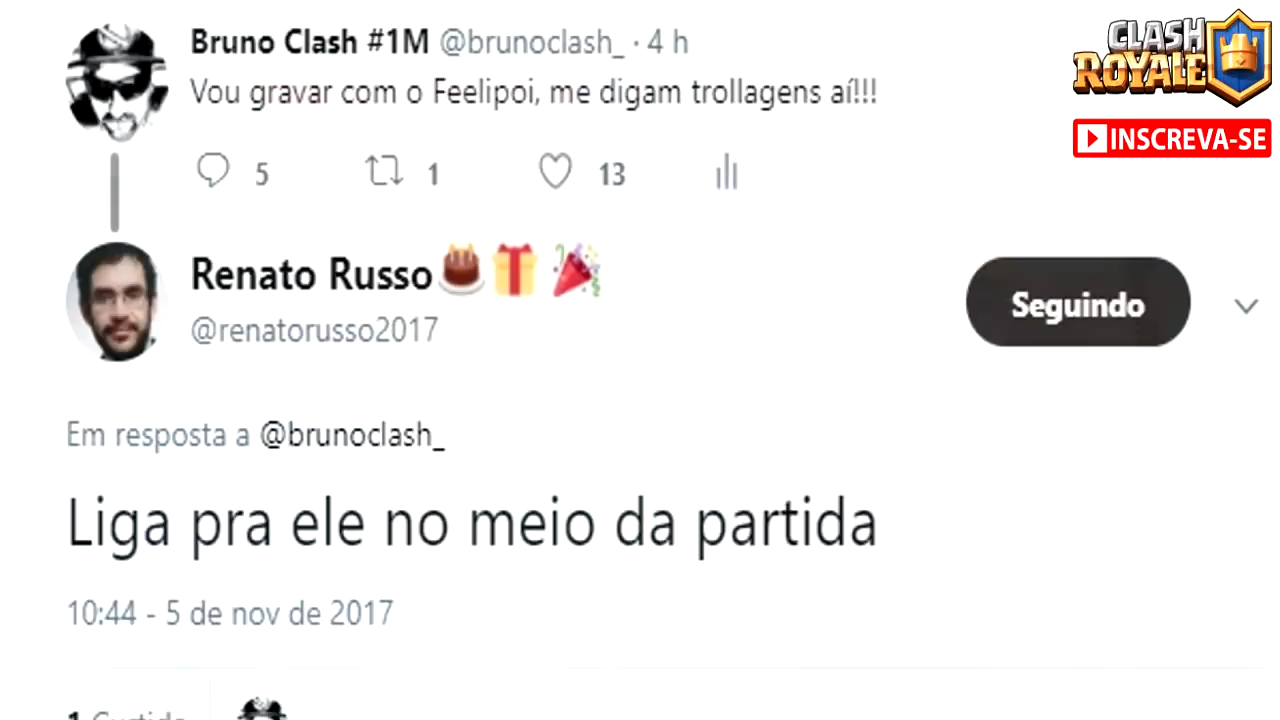 Bruno Clash #1M @brunoclash_ · 4 h
Vou gravar com o Feelipoi, me digam trollagens aí!!!
5 1 13
CLASH
ROYALE
INSCREVA-SE
Renato Russo
@renatorusso2017
Seguindo
Em resposta a @brunoclash_
Liga pra ele no meio da partida
10:44 - 5 de nov de 2017